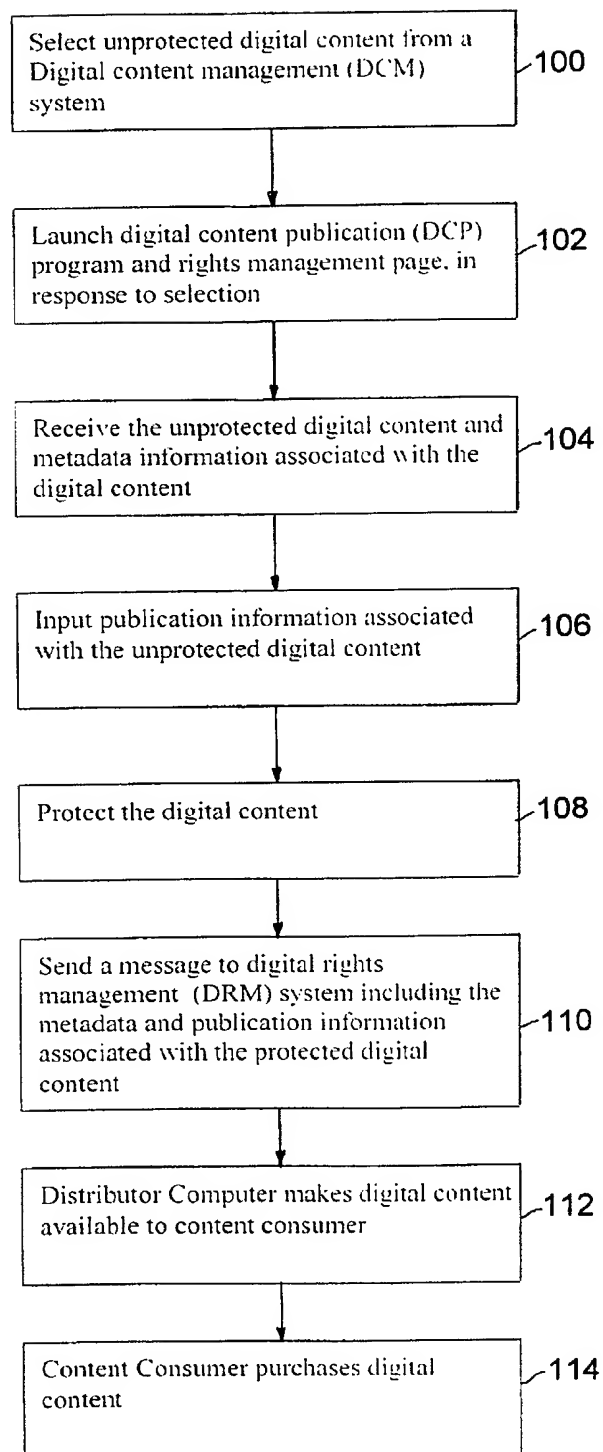 Select unprotected digital content from a
Digital content management (DCM)
system
100
Launch digital content publication (DCP)
program and rights management page, in
response to selection
102
Receive the unprotected digital content and
metadata information associated with the
digital content
104
Input publication information associated
with the unprotected digital content
106
Protect the digital content
108
Send a message to digital rights
management (DRM) system including the
metadata and publication information
associated with the protected digital
content
110
Distributor Computer makes digital content
available to content consumer
112
Content Consumer purchases digital
content
114